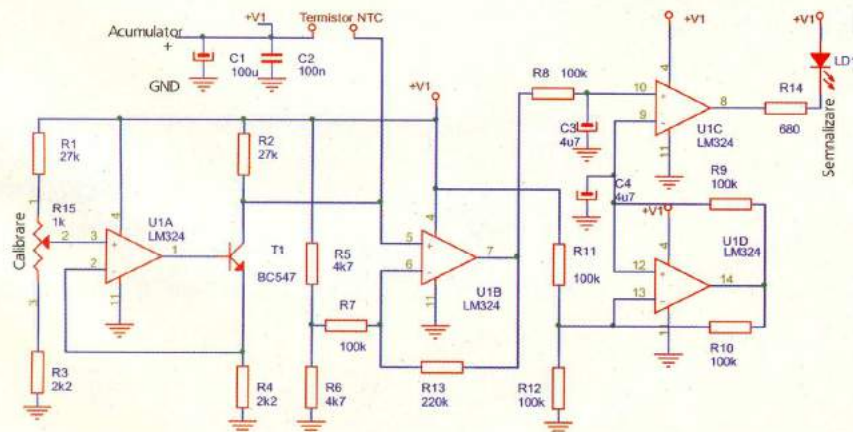 +V1
Termistor NTC
Acumulator
+
C1
100u
C2
100n
GND
+V1
+V1
+V1
R8
100k
LD1
R14
680
Semnalizare
R1
27k
R2
27k
C3
4u7
10
9
8
4
11
U1C
LM324
R15
1k
Calibrare
1
2
3
U1A
LM324
3
2
1
4
11
T1
BC547
R5
4k7
R7
100k
5
6
7
4
11
U1B
LM324
C4
4u7
+V1
R9
100k
U1D
LM324
12
13
14
4
R11
100k
R10
100k
R3
2k2
R4
2k2
R6
4k7
R13
220k
R12
100k